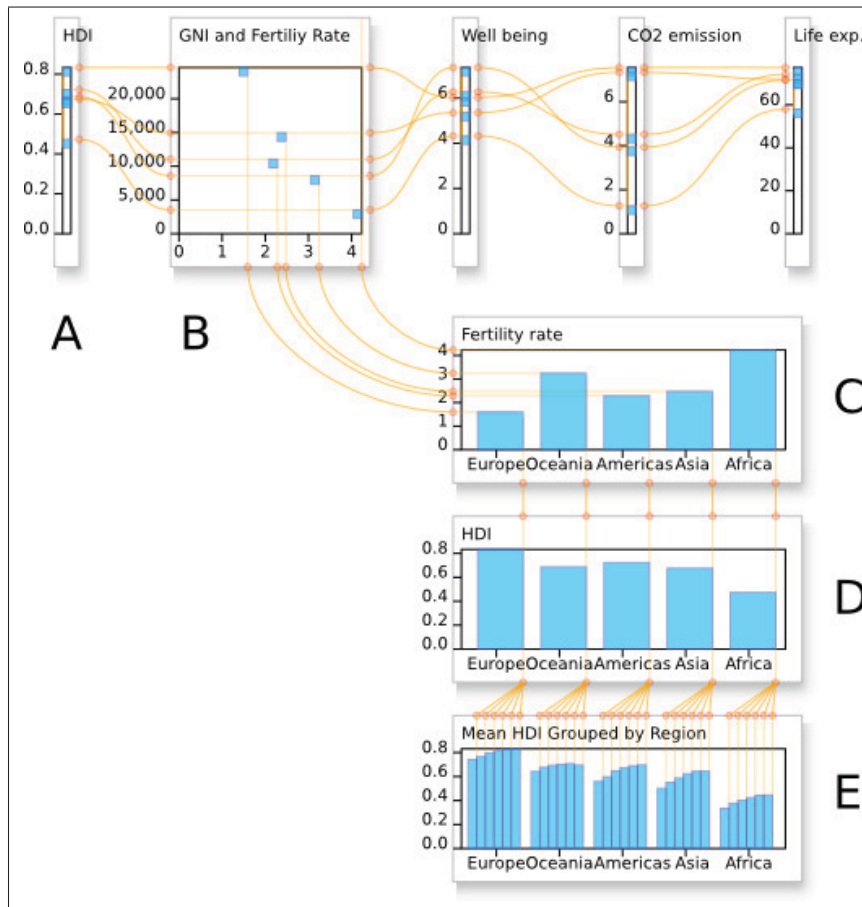 HDI
0.8
0.6
0.4
0.2
0.0
GNI and Fertiliy Rate
20,000
15,000
10,000
5,000
0
0 1 2 3 4
Well being
6
4
2
0
CO2 emission
6
4
2
0
Life exp.
60
40
20
0
A
B
Fertility rate
4
3
2
1
0
Europe Oceania Americas Asia Africa
C
HDI
0.8
0.6
0.4
0.2
0.0
Europe Oceania Americas Asia Africa
D
Mean HDI Grouped by Region
0.8
0.6
0.4
0.2
0.0
Europe Oceania Americas Asia Africa
E